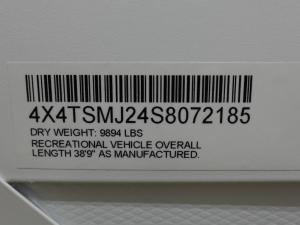 4X4TSMJ24S8072185
DRY WEIGHT: 9894 LBS
RECREATIONAL VEHICLE OVERALL
LENGTH 38'9" AS MANUFACTURED.